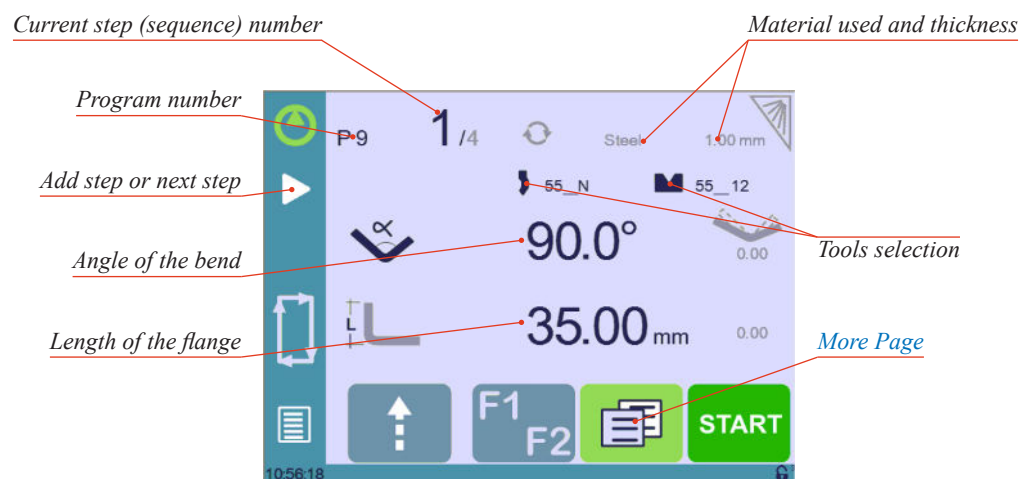 Current step (sequence) number
Material used and thickness
Program number
P 9
1/4
Steel
1.00 mm
Add step or next step
55__N
55__12
α
90.0°
0.00
Angle of the bend
Tools selection
L
35.00 mm
0.00
Length of the flange
More Page
F1
F2
START
10:56:18